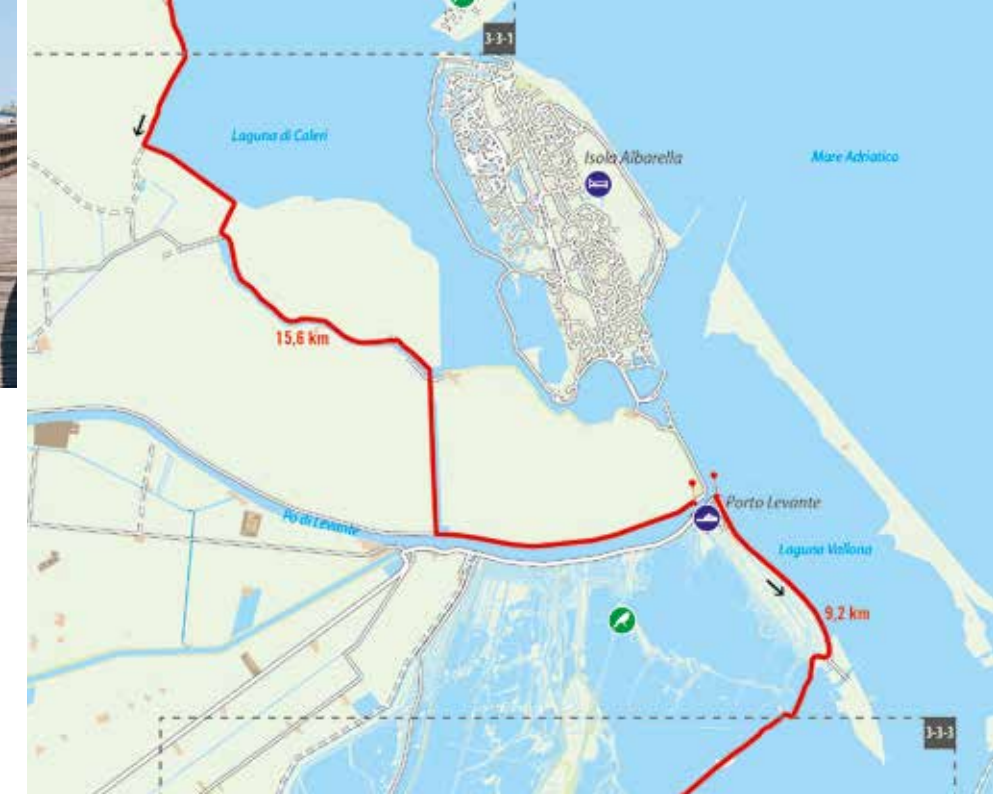 3-3-1
Laguna di Caleri
Isola Albarella
Mare Adriatico
15,6 km
Po di Levante
Porto Levante
Laguna Vallona
9,2 km
3-3-3